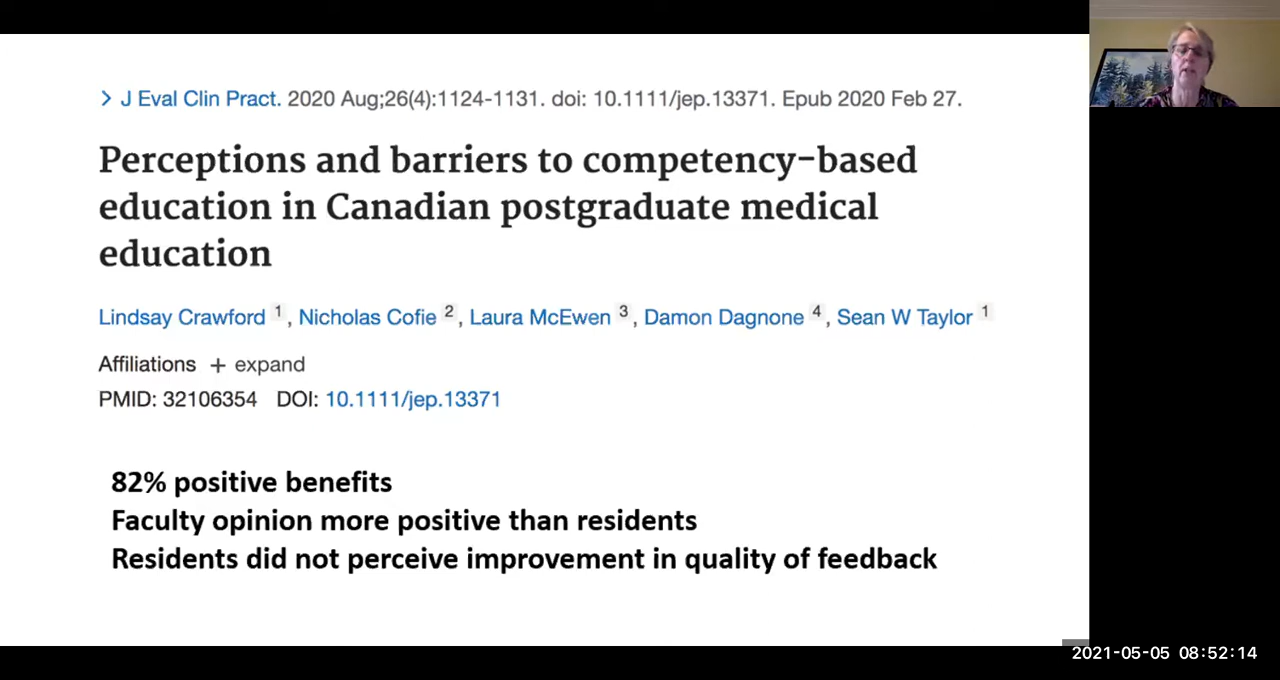 > J Eval Clin Pract. 2020 Aug;26(4):1124-1131. doi: 10.1111/jep.13371. Epub 2020 Feb 27.
Perceptions and barriers to competency-based
education in Canadian postgraduate medical
education
Lindsay Crawford 1, Nicholas Cofie 2, Laura McEwen 3, Damon Dagnone 4, Sean W Taylor 1
Affiliations + expand
PMID: 32106354 DOI: 10.1111/jep.13371
82% positive benefits
Faculty opinion more positive than residents
Residents did not perceive improvement in quality of feedback
2021-05-05 08:52:14